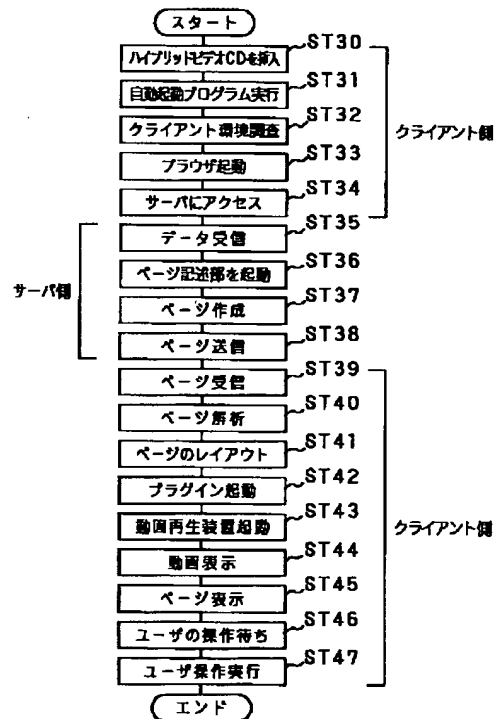 スタート
ハイブリッドビデオCDを挿入 ST30
自動起動プログラム実行 ST31
クライアント環境調査 ST32
ブラウザ起動 ST33
サーバにアクセス ST34
クライアント側
データ受信 ST35
ページ記述部を起動 ST36
ページ作成 ST37
ページ送信 ST38
サーバ側
ページ受信 ST39
ページ解析 ST40
ページのレイアウト ST41
プラグイン起動 ST42
動画再生装置起動 ST43
動画表示 ST44
ページ表示 ST45
ユーザの操作待ち ST46
ユーザ操作実行 ST47
クライアント側
エンド